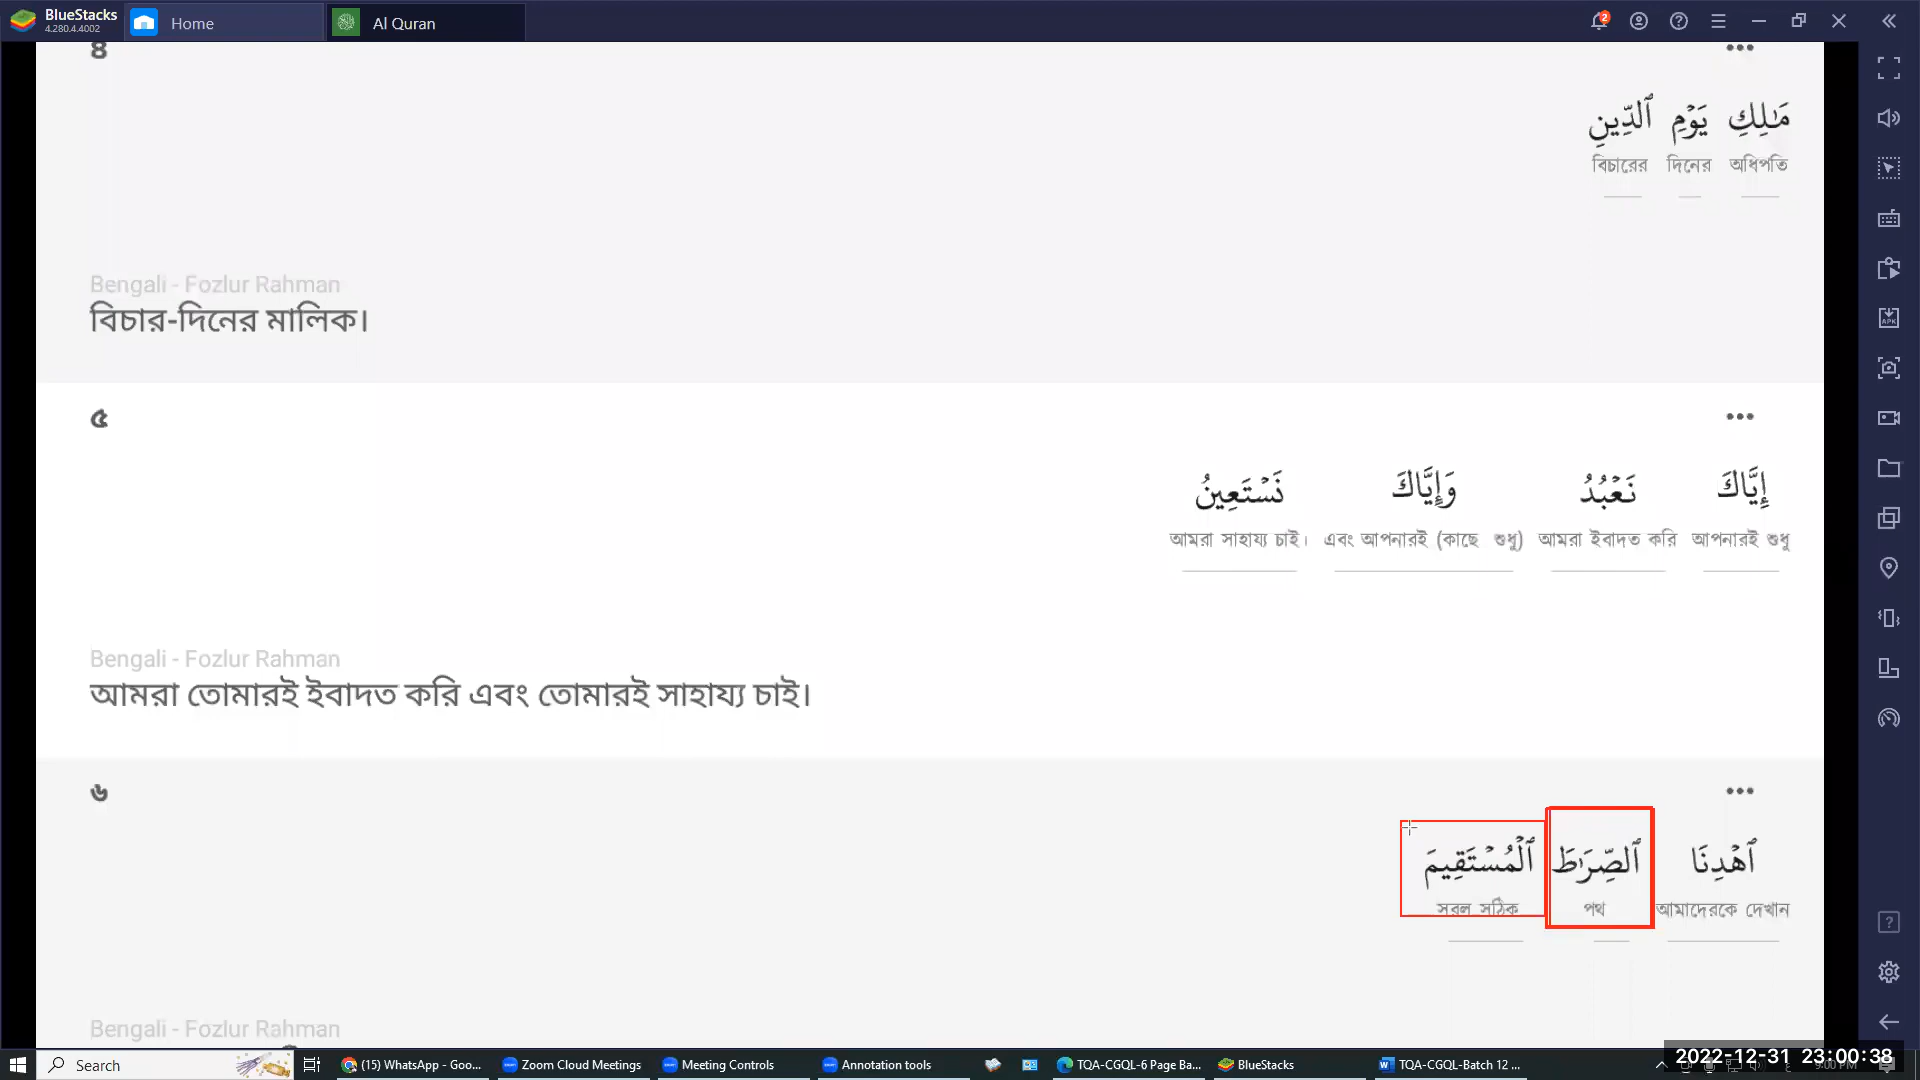 BlueStacks
4.280.4.4002
Home
Al Quran
2
৪
مَـٰلِكِ يَوْمِ ٱلدِّينِ
বিচারের দিনের অধিপতি
Bengali - Fozlur Rahman
বিচার-দিনের মালিক।
৫
إِيَّاكَ نَعْبُدُ وَإِيَّاكَ نَسْتَعِينُ
আমরা সাহায্য চাই। এবং আপনারই (কাছে শুধু) আমরা ইবাদত করি আপনারই শুধু
Bengali - Fozlur Rahman
আমরা তোমারই ইবাদত করি এবং তোমারই সাহায্য চাই।
৬
ٱهْدِنَا ٱلصِّرَٰطَ ٱلْمُسْتَقِيمَ
সরল সঠিক পথ আমাদেরকে দেখান
Bengali - Fozlur Rahman
Search
(15) WhatsApp - Goo...
Zoom Cloud Meetings
Meeting Controls
Annotation tools
TQA-CGQL-6 Page Ba...
BlueStacks
TQA-CGQL-Batch 12 ...
2022-12-31 23:00:38
9:00 PM